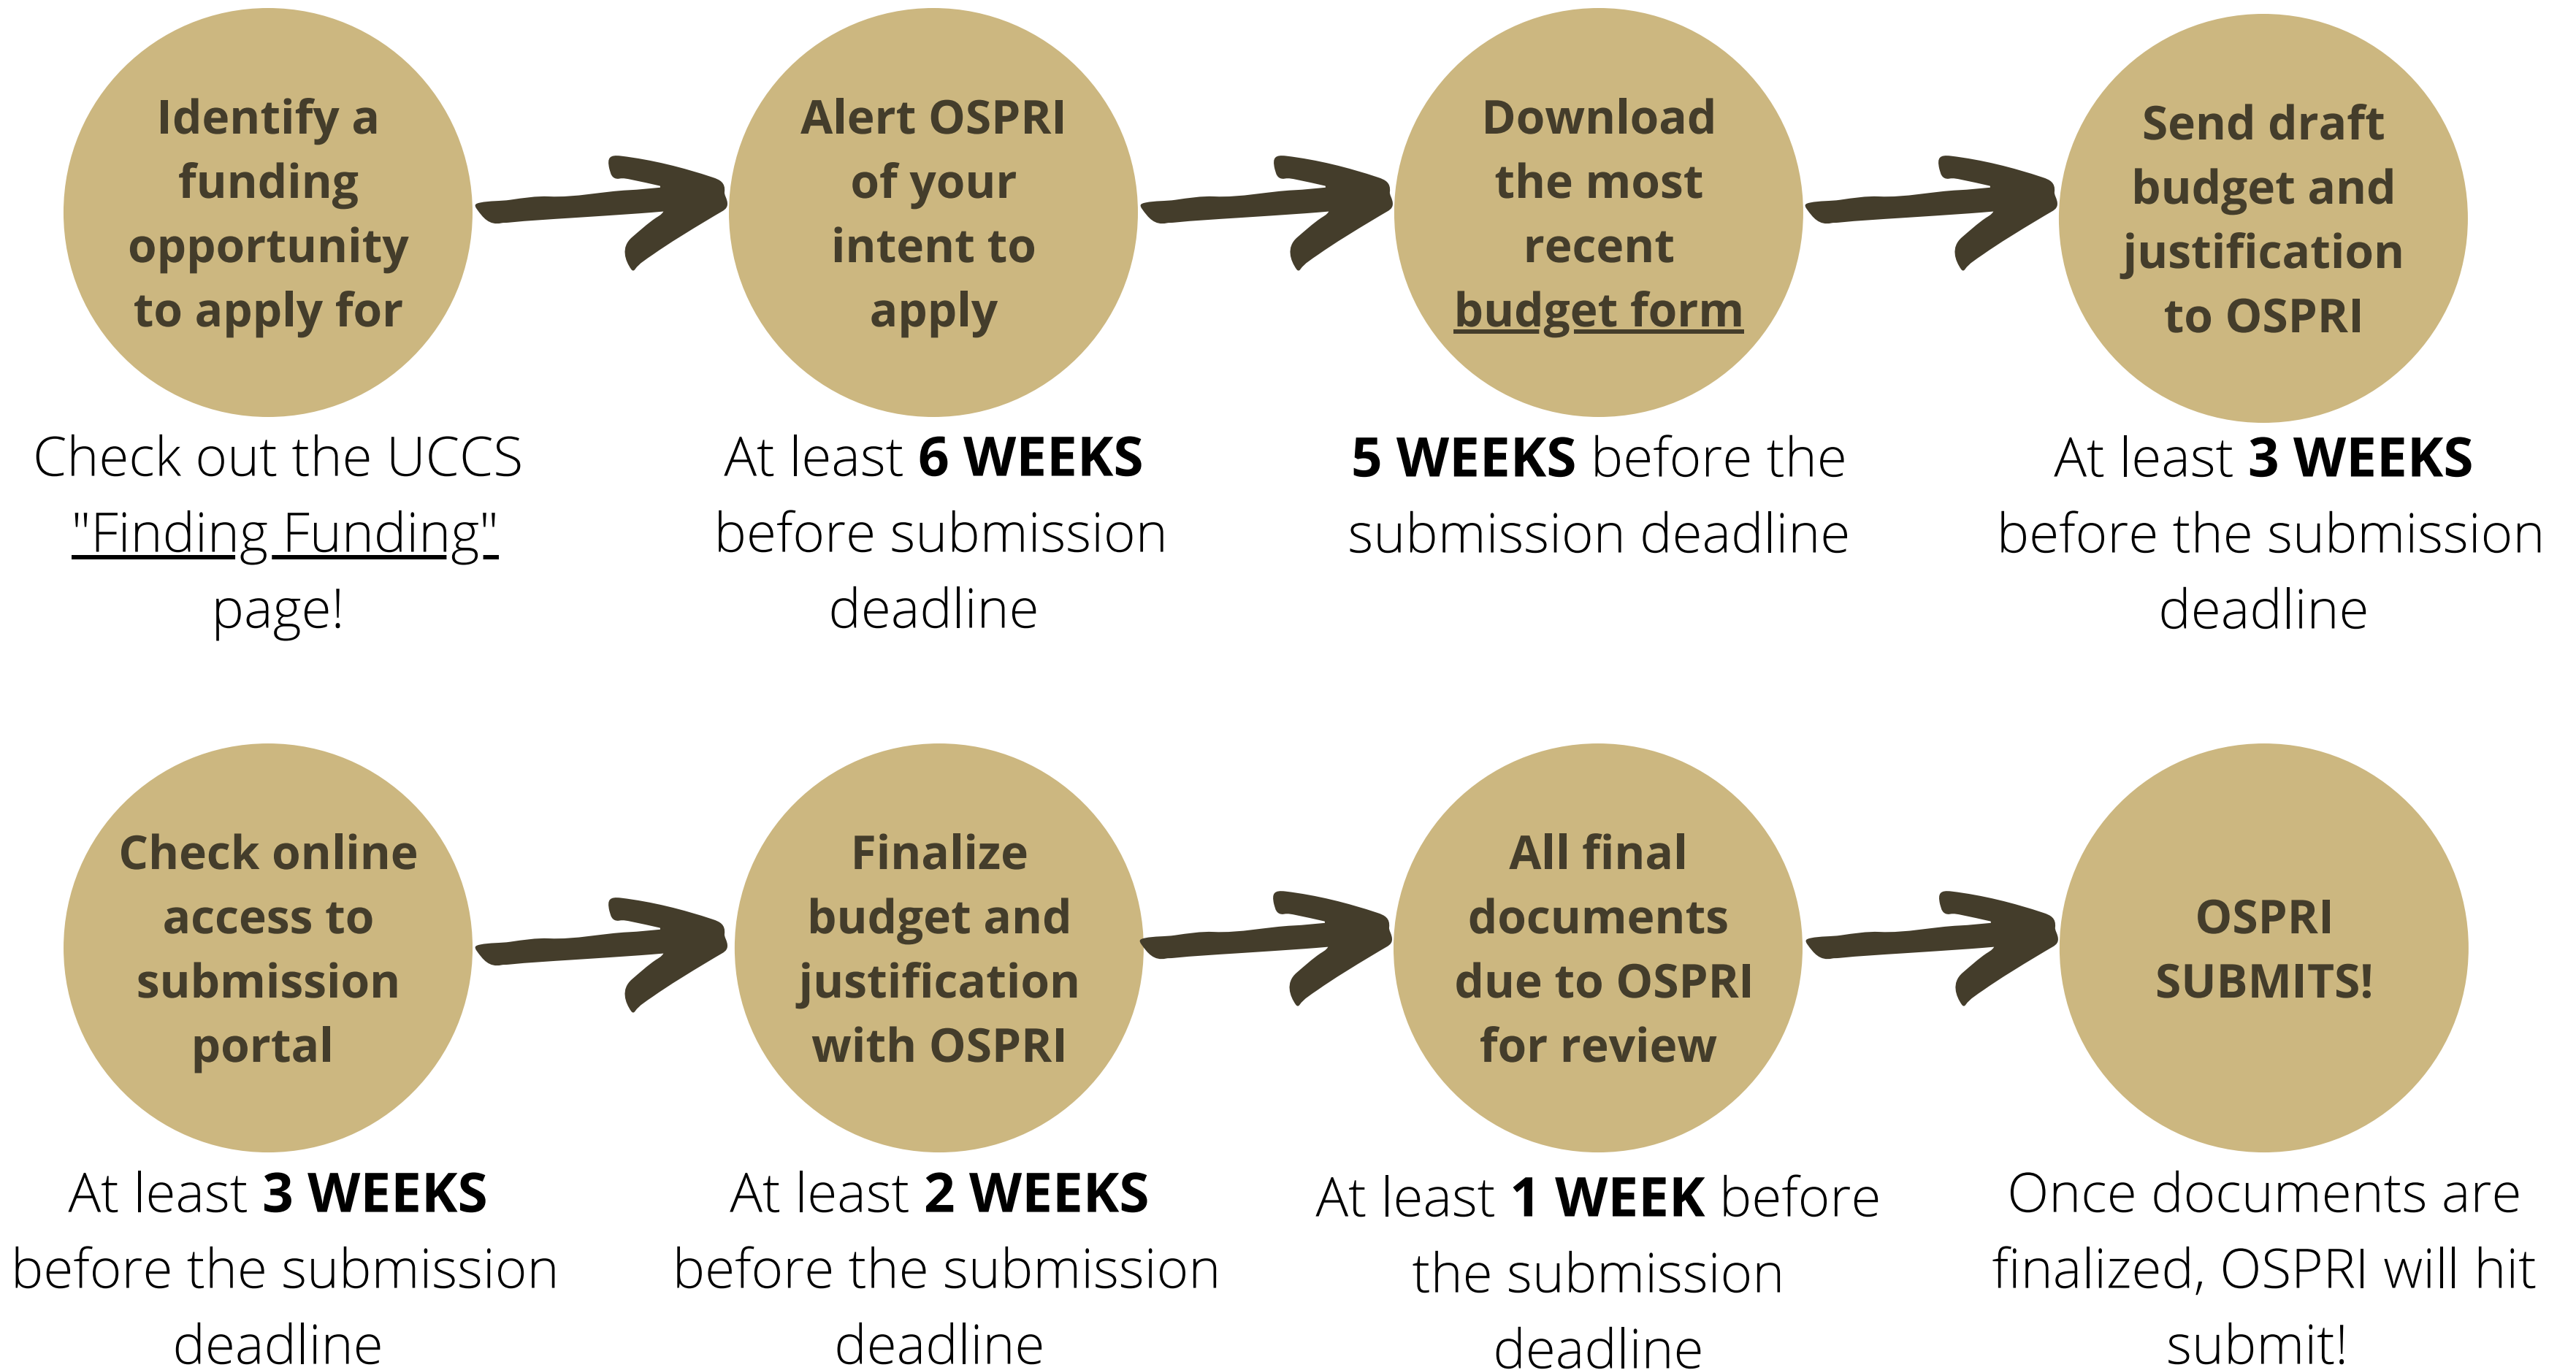 Identify a
funding
opportunity
to apply for
Check out the UCCS
"Finding Funding"
page!
Alert OSPRI
of your
intent to
apply
At least 6 WEEKS
before submission
deadline
Download
the most
recent
budget form
5 WEEKS before the
submission deadline
Send draft
budget and
justification
to OSPRI
At least 3 WEEKS
before the submission
deadline
Check online
access to
submission
portal
At least 3 WEEKS
before the submission
deadline
Finalize
budget and
justification
with OSPRI
At least 2 WEEKS
before the submission
deadline
All final
documents
due to OSPRI
for review
At least 1 WEEK before
the submission
deadline
OSPRI
SUBMITS!
Once documents are
finalized, OSPRI will hit
submit!